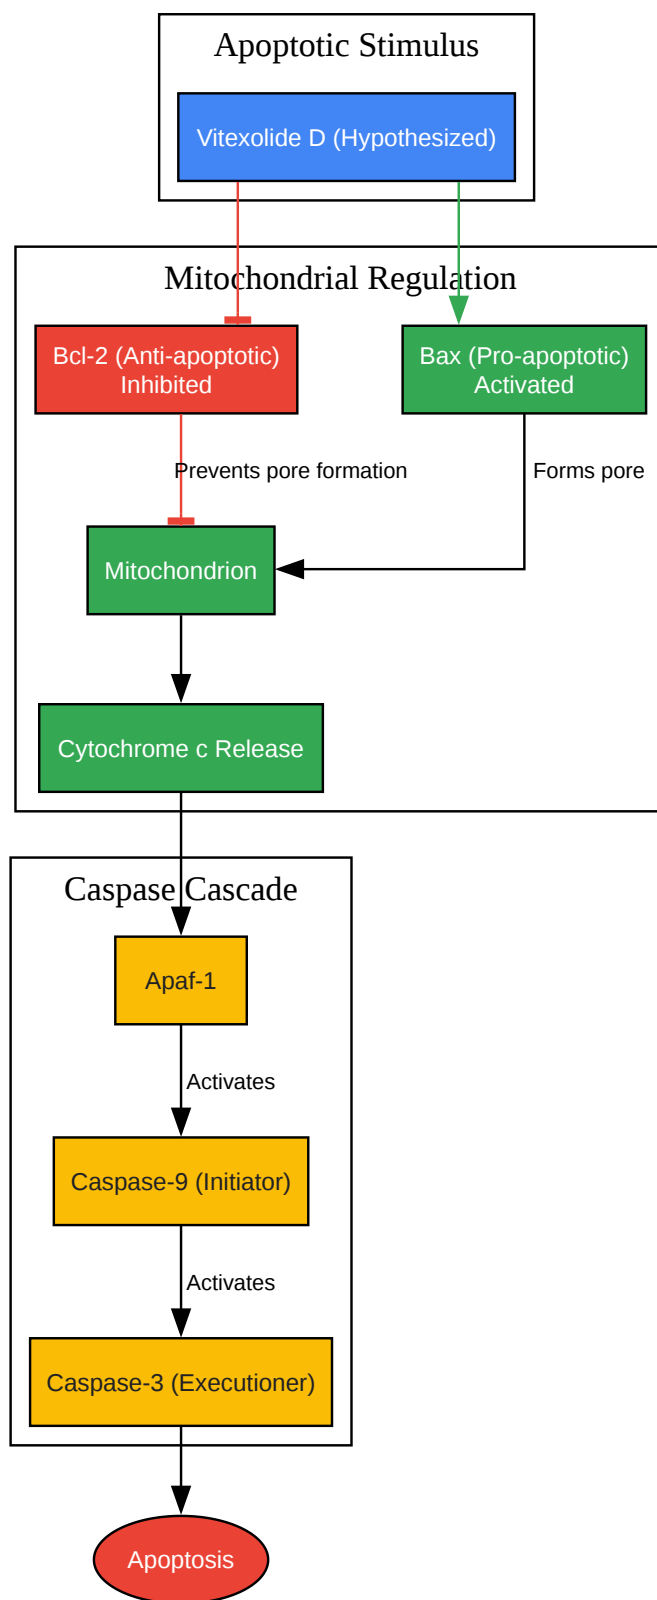 Apoptotic Stimulus
Vitexolide D (Hypothesized)
Mitochondrial Regulation
Bcl-2 (Anti-apoptotic)
Inhibited
Bax (Pro-apoptotic)
Activated
Prevents pore formation
Forms pore
Mitochondrion
Cytochrome c Release
Caspase Cascade
Apaf-1
Activates
Caspase-9 (Initiator)
Activates
Caspase-3 (Executioner)
Apoptosis